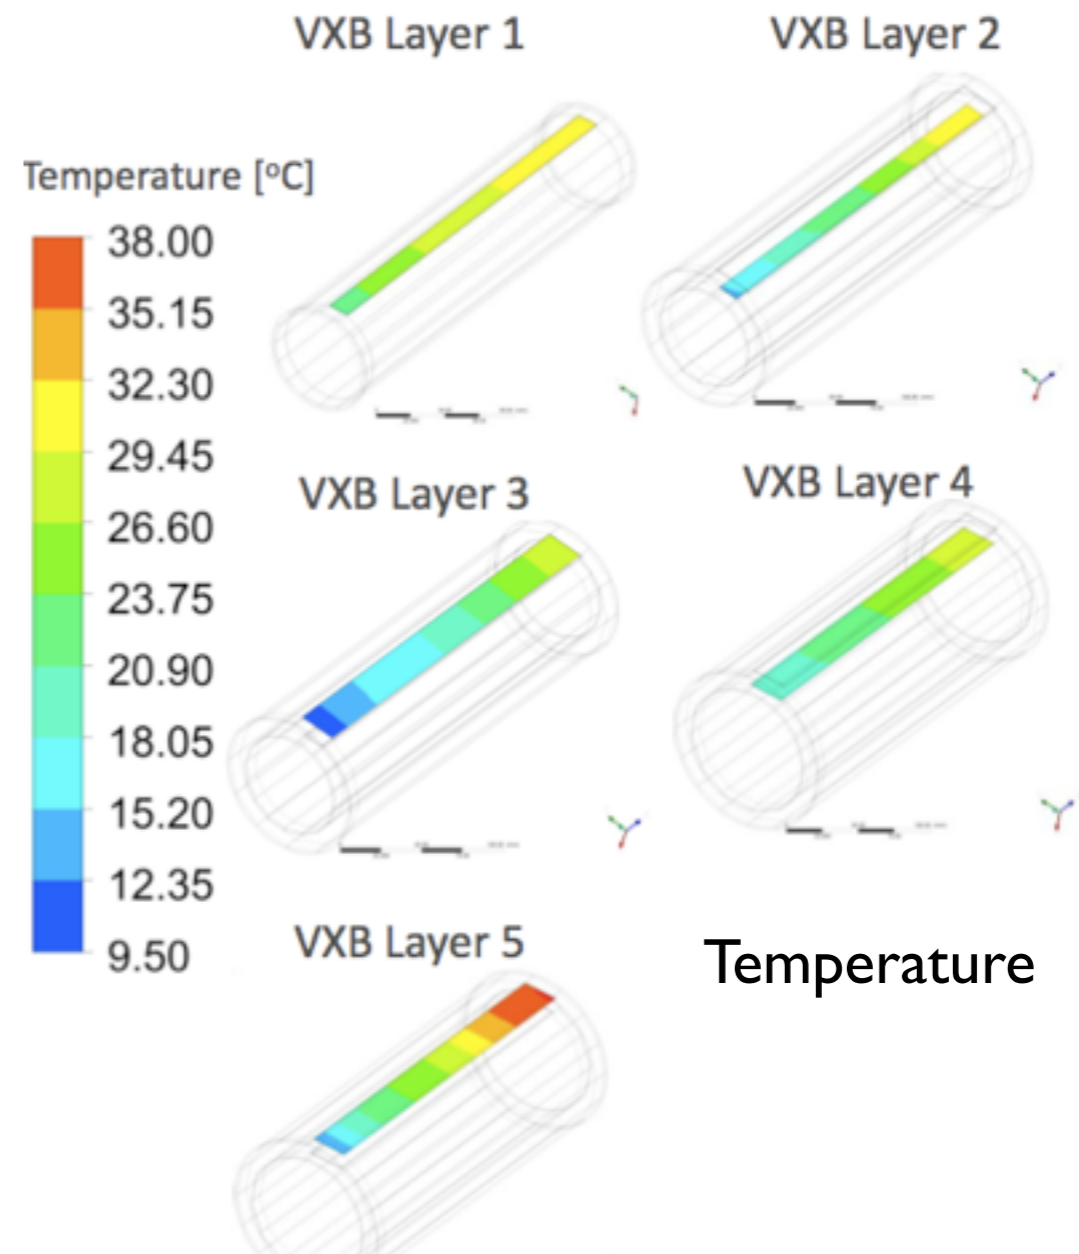 VXB Layer 1
VXB Layer 2
Temperature [°C]
38.00
35.15
32.30
29.45
26.60
23.75
20.90
18.05
15.20
12.35
9.50
VXB Layer 3
VXB Layer 4
VXB Layer 5
Temperature